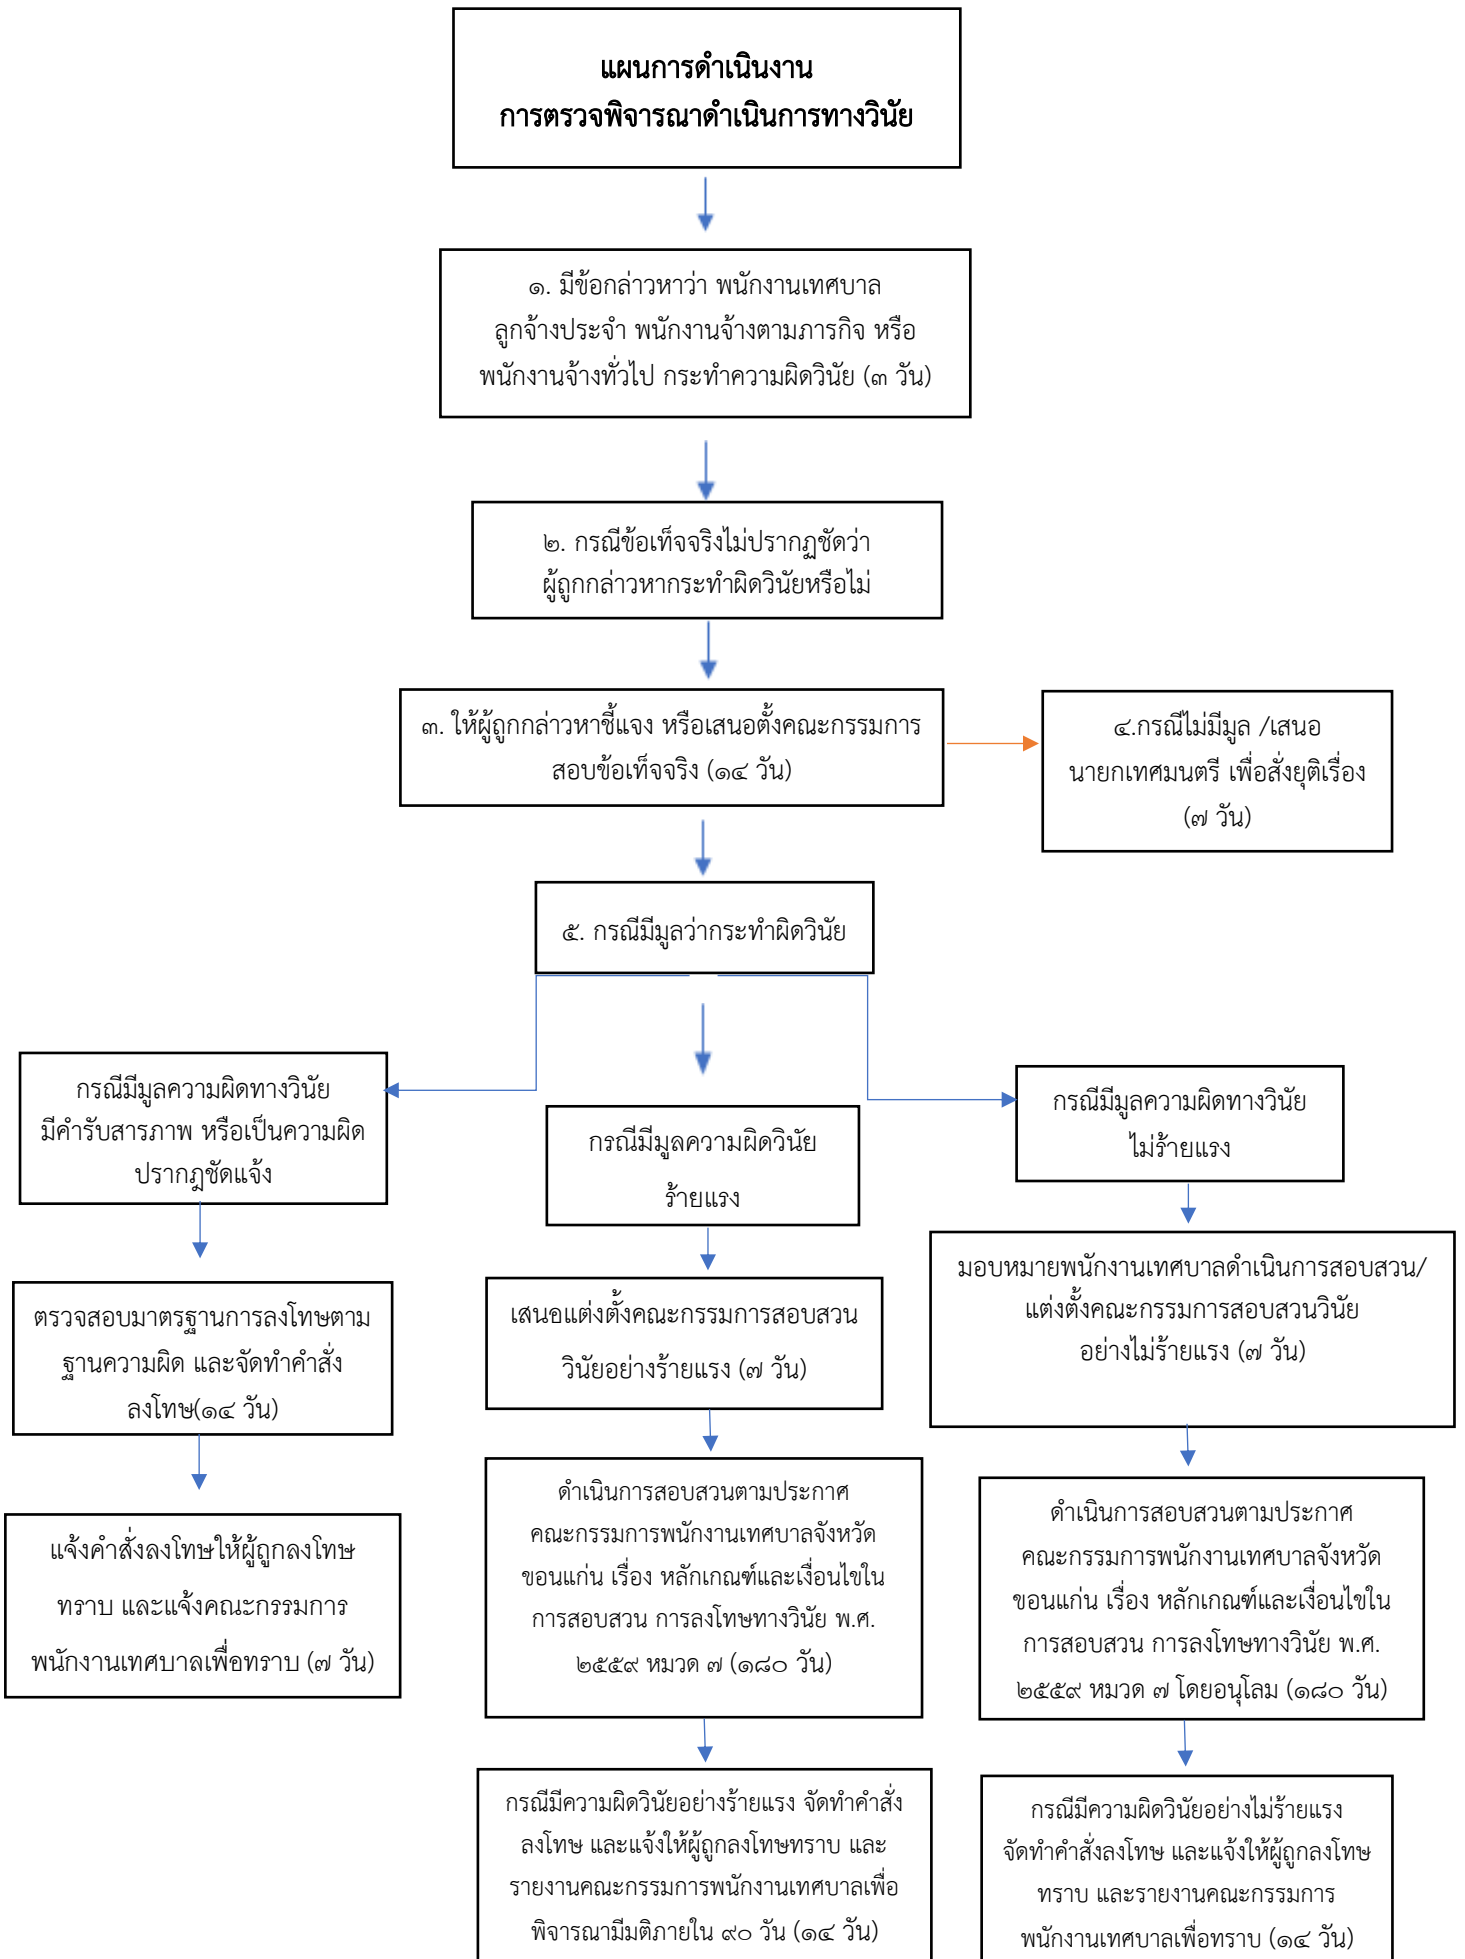 แผนการดำเนินงาน
การตรวจพิจารณาดำเนินการทางวินัย
๑. มีข้อกล่าวหาว่า พนักงานเทศบาล
ลูกจ้างประจำ พนักงานจ้างตามภารกิจ หรือ
พนักงานจ้างทั่วไป กระทำความผิดวินัย (๓ วัน)
๒. กรณีข้อเท็จจริงไม่ปรากฏชัดว่า
ผู้ถูกกล่าวหากระทำผิดวินัยหรือไม่
๓. ให้ผู้ถูกกล่าวหาชี้แจง หรือเสนอตั้งคณะกรรมการ
สอบข้อเท็จจริง (๑๔ วัน)
๔.กรณีไม่มีมูล /เสนอ
นายกเทศมนตรี เพื่อสั่งยุติเรื่อง
(๗ วัน)
๕. กรณีมีมูลว่ากระทำผิดวินัย
กรณีมีมูลความผิดทางวินัย
มีคำรับสารภาพ หรือเป็นความผิด
ปรากฎชัดแจ้ง
ตรวจสอบมาตรฐานการลงโทษตาม
ฐานความผิด และจัดทำคำสั่ง
ลงโทษ(๑๔ วัน)
แจ้งคำสั่งลงโทษให้ผู้ถูกลงโทษ
ทราบ และแจ้งคณะกรรมการ
พนักงานเทศบาลเพื่อทราบ (๗ วัน)
กรณีมีมูลความผิดวินัย
ร้ายแรง
เสนอแต่งตั้งคณะกรรมการสอบสวน
วินัยอย่างร้ายแรง (๗ วัน)
ดำเนินการสอบสวนตามประกาศ
คณะกรรมการพนักงานเทศบาลจังหวัด
ขอนแก่น เรื่อง หลักเกณฑ์และเงื่อนไขใน
การสอบสวน การลงโทษทางวินัย พ.ศ.
๒๕๕๙ หมวด ๗ (๑๘๐ วัน)
กรณีมีความผิดวินัยอย่างร้ายแรง จัดทำคำสั่ง
ลงโทษ และแจ้งให้ผู้ถูกลงโทษทราบ และ
รายงานคณะกรรมการพนักงานเทศบาลเพื่อ
พิจารณามีมติภายใน ๙๐ วัน (๑๔ วัน)
กรณีมีมูลความผิดทางวินัย
ไม่ร้ายแรง
มอบหมายพนักงานเทศบาลดำเนินการสอบสวน/
แต่งตั้งคณะกรรมการสอบสวนวินัย
อย่างไม่ร้ายแรง (๗ วัน)
ดำเนินการสอบสวนตามประกาศ
คณะกรรมการพนักงานเทศบาลจังหวัด
ขอนแก่น เรื่อง หลักเกณฑ์และเงื่อนไขใน
การสอบสวน การลงโทษทางวินัย พ.ศ.
๒๕๕๙ หมวด ๗ โดยอนุโลม (๑๘๐ วัน)
กรณีมีความผิดวินัยอย่างไม่ร้ายแรง
จัดทำคำสั่งลงโทษ และแจ้งให้ผู้ถูกลงโทษ
ทราบ และรายงานคณะกรรมการ
พนักงานเทศบาลเพื่อทราบ (๑๔ วัน)